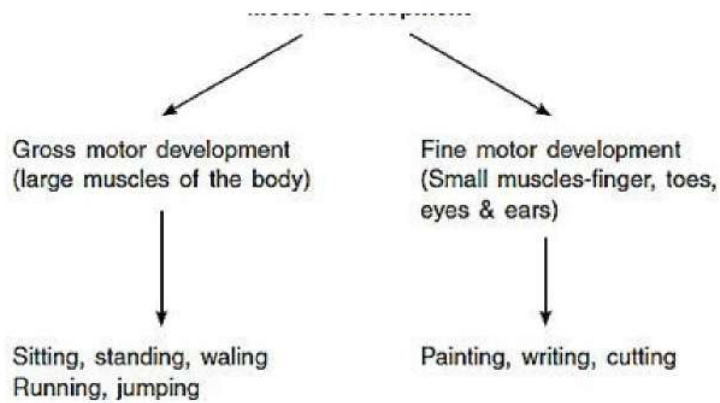 Gross motor development
(large muscles of the body)
Fine motor development
(Small muscles-finger, toes,
eyes & ears)
Sitting, standing, waling
Running, jumping
Painting, writing, cutting